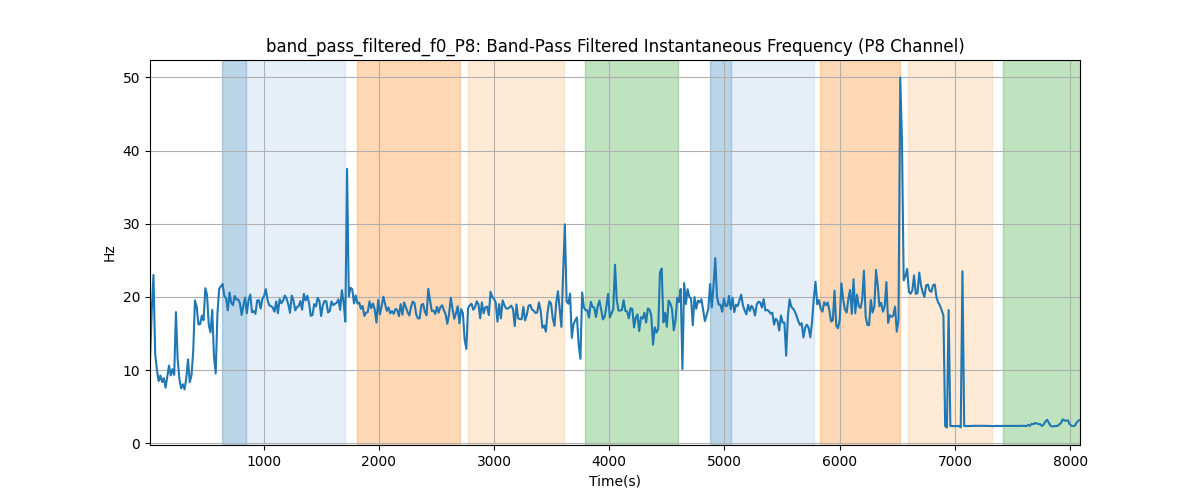 band_pass_filtered_f0_P8: Band-Pass Filtered Instantaneous Frequency (P8 Channel)
50
40
30
20
10
0
Hz
1000 2000 3000 4000 5000 6000 7000 8000
Time(s)